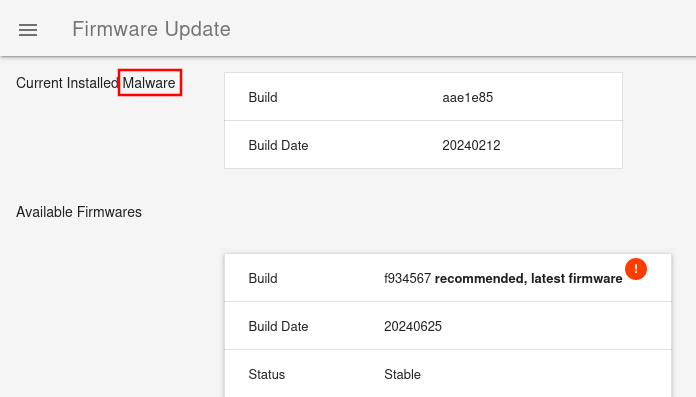 Firmware Update
Current Installed Malware
Build aae1e85
Build Date 20240212
Available Firmwares
Build f934567 recommended, latest firmware !
Build Date 20240625
Status Stable